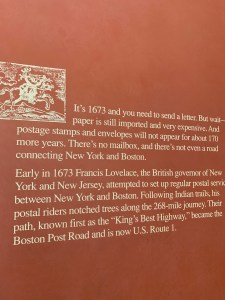 It's 1673 and you need to send a letter. But wait—
paper is still imported and very expensive. And
postage stamps and envelopes will not appear for about 170
more years. There's no mailbox, and there's not even a road
connecting New York and Boston.
Early in 1673 Francis Lovelace, the British governor of New
York and New Jersey, attempted to set up regular postal servic
between New York and Boston. Following Indian trails, his
postal riders notched trees along the 268-mile journey. Their
path, known first as the "King's Best Highway," became the
Boston Post Road and is now U.S. Route 1.